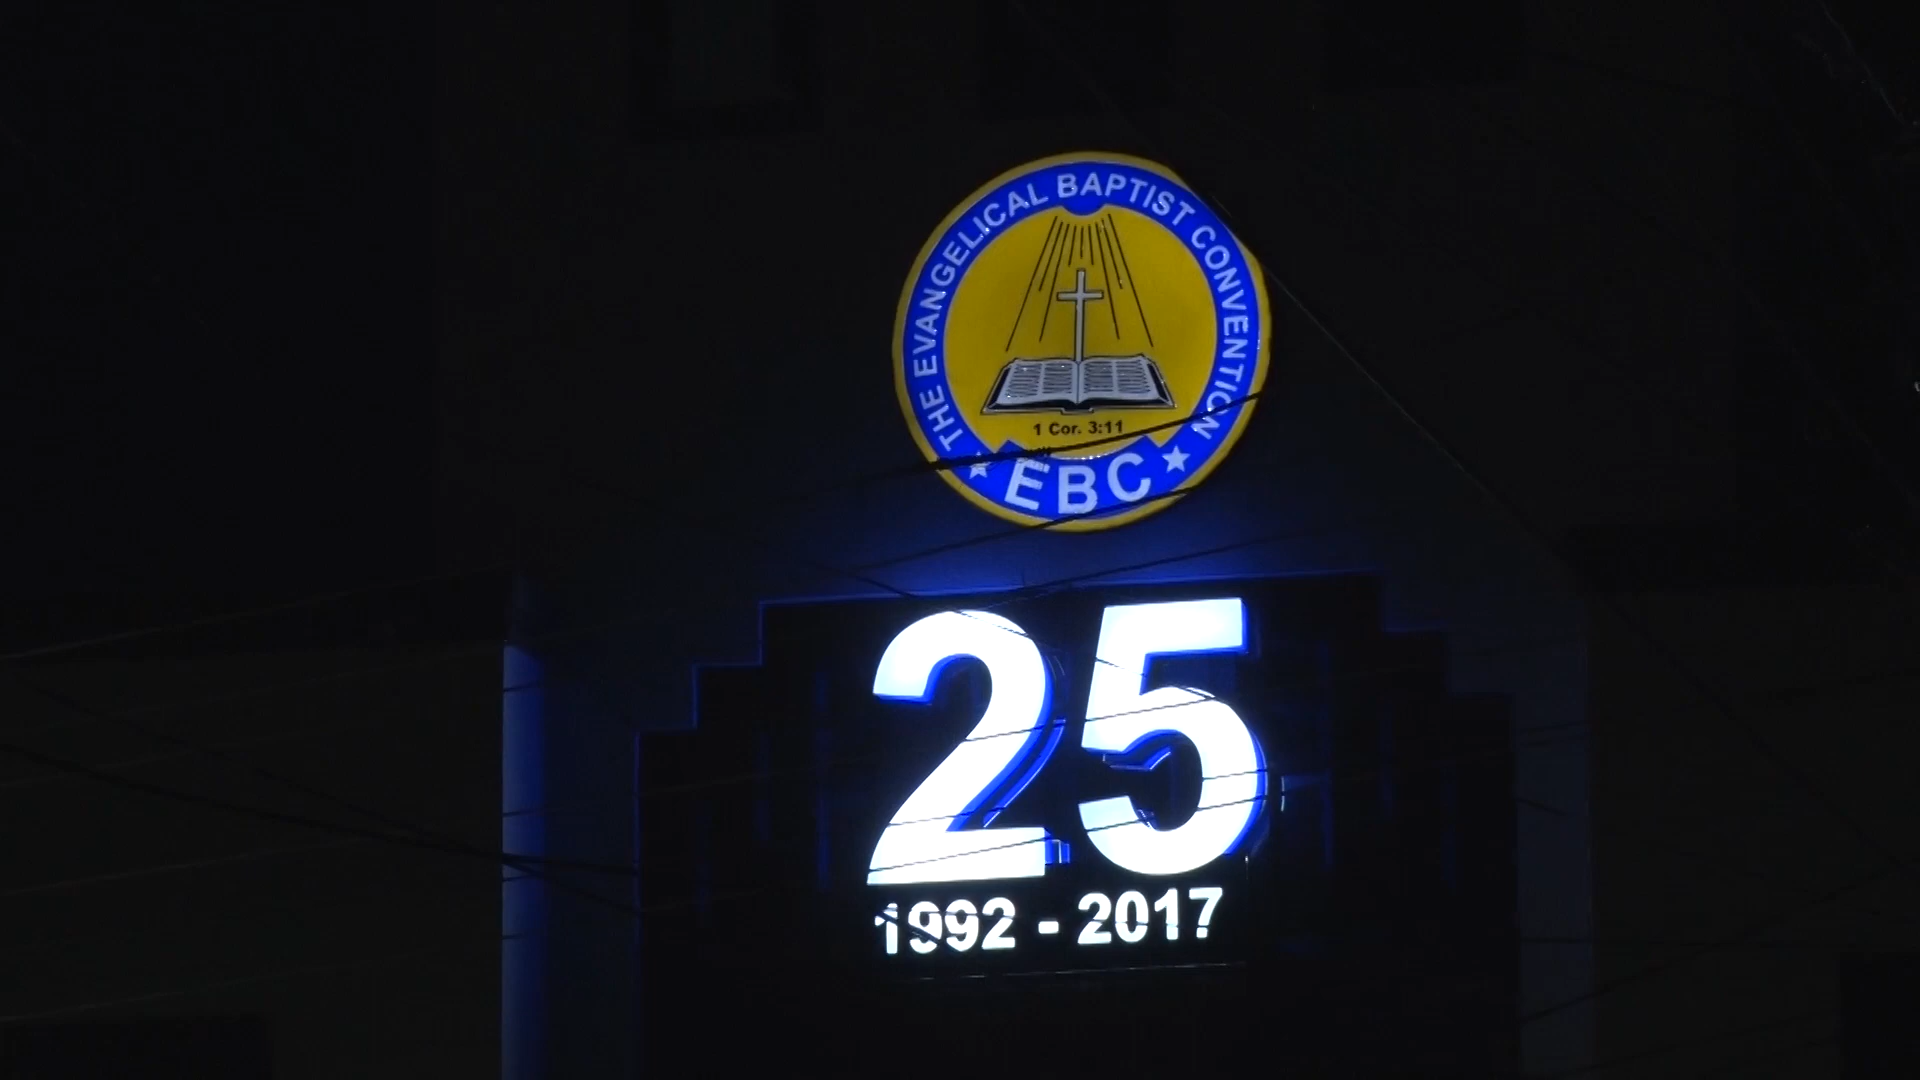 THE EVANGELICAL BAPTIST CONVENTION
1 Cor. 3:11
EBC
25
1992 - 2017